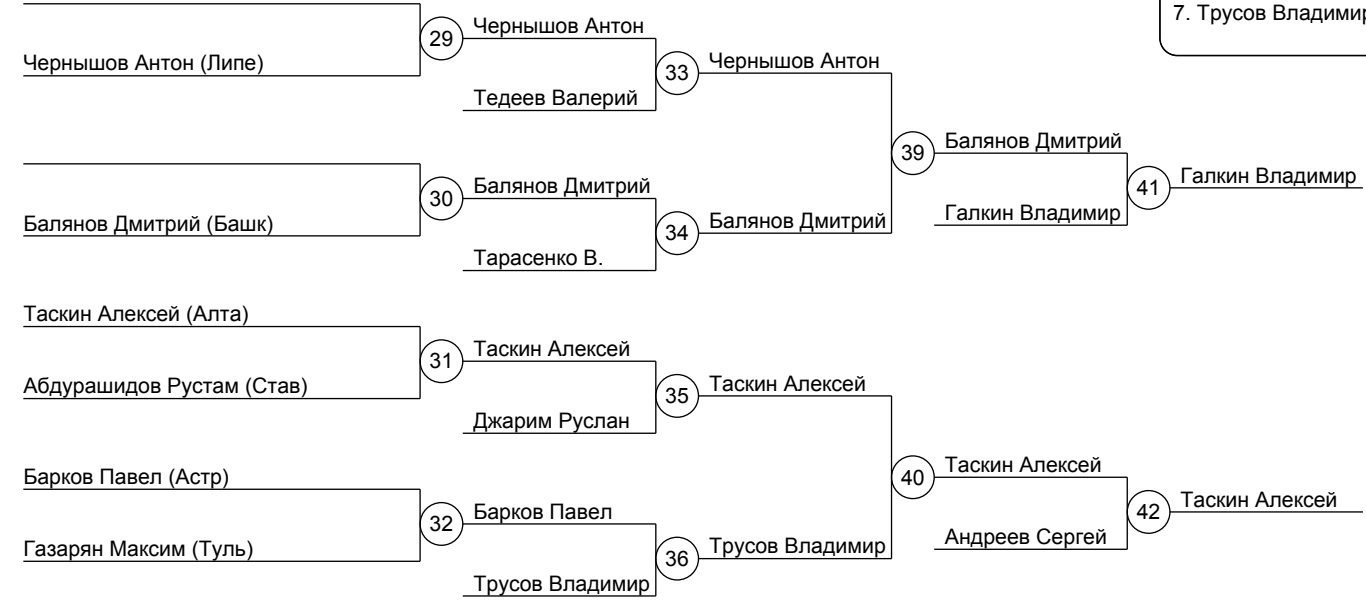 7. Трусов Владимир
Чернышов Антон
29
Чернышов Антон (Липе)
Чернышов Антон
33
Тедеев Валерий
Балянов Дмитрий
39
Галкин Владимир
41
Балянов Дмитрий
30
Галкин Владимир
Балянов Дмитрий (Башк)
Балянов Дмитрий
34
Тарасенко В.
Таскин Алексей (Алта)
Таскин Алексей
31
Таскин Алексей
Абдурашидов Рустам (Став)
35
Джарим Руслан
Таскин Алексей
Барков Павел (Астр)
40
Таскин Алексей
Барков Павел
42
32
Андреев Сергей
Трусов Владимир
Газарян Максим (Туль)
36
Трусов Владимир